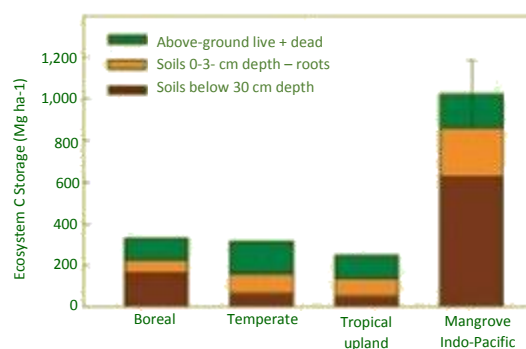 Ecosystem C Storage (Mg ha-1)
1,200
1,000
800
600
400
200
0
Above-ground live + dead
Soils 0-3- cm depth – roots
Soils below 30 cm depth
Boreal
Temperate
Tropical
upland
Mangrove
Indo-Pacific